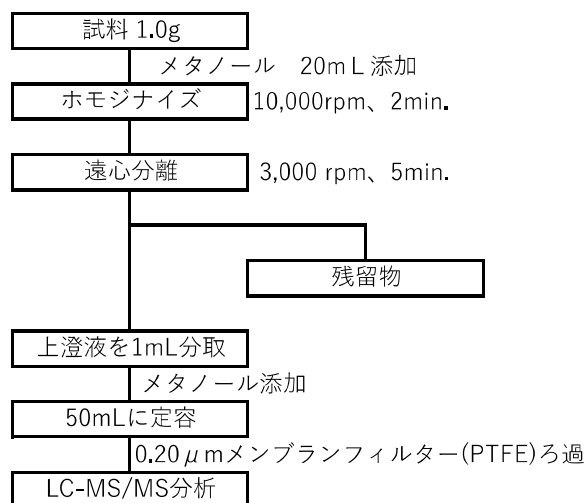 試料 1.0g
メタノール　20mL添加
ホモジナイズ 10,000rpm、2min.
遠心分離 3,000 rpm、5min.
残留物
上澄液を1mL分取
メタノール添加
50mLに定容
0.20μmメンブランフィルター(PTFE)ろ過
LC-MS/MS分析